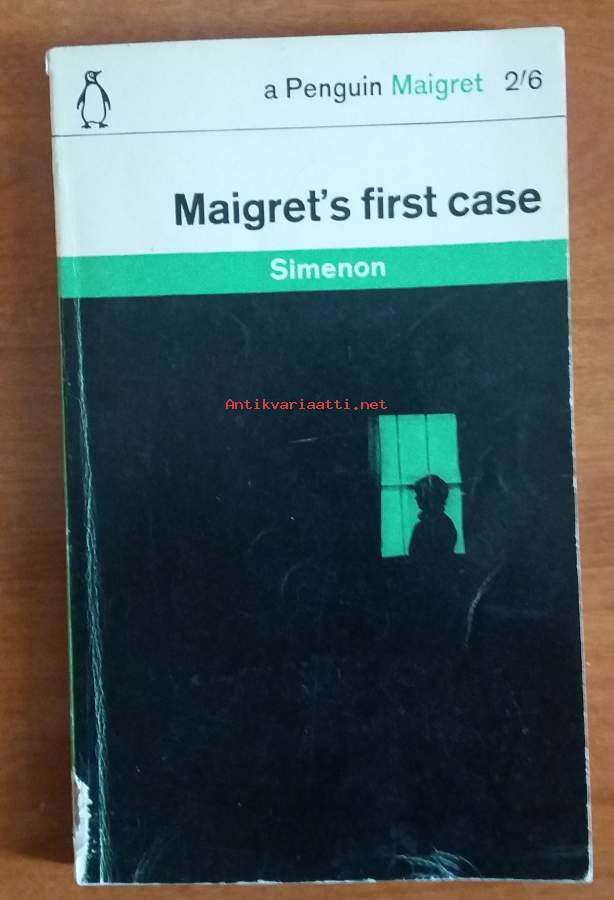 a Penguin Maigret 2'6
Maigret's first case
Simenon
Antikvariaatti.net